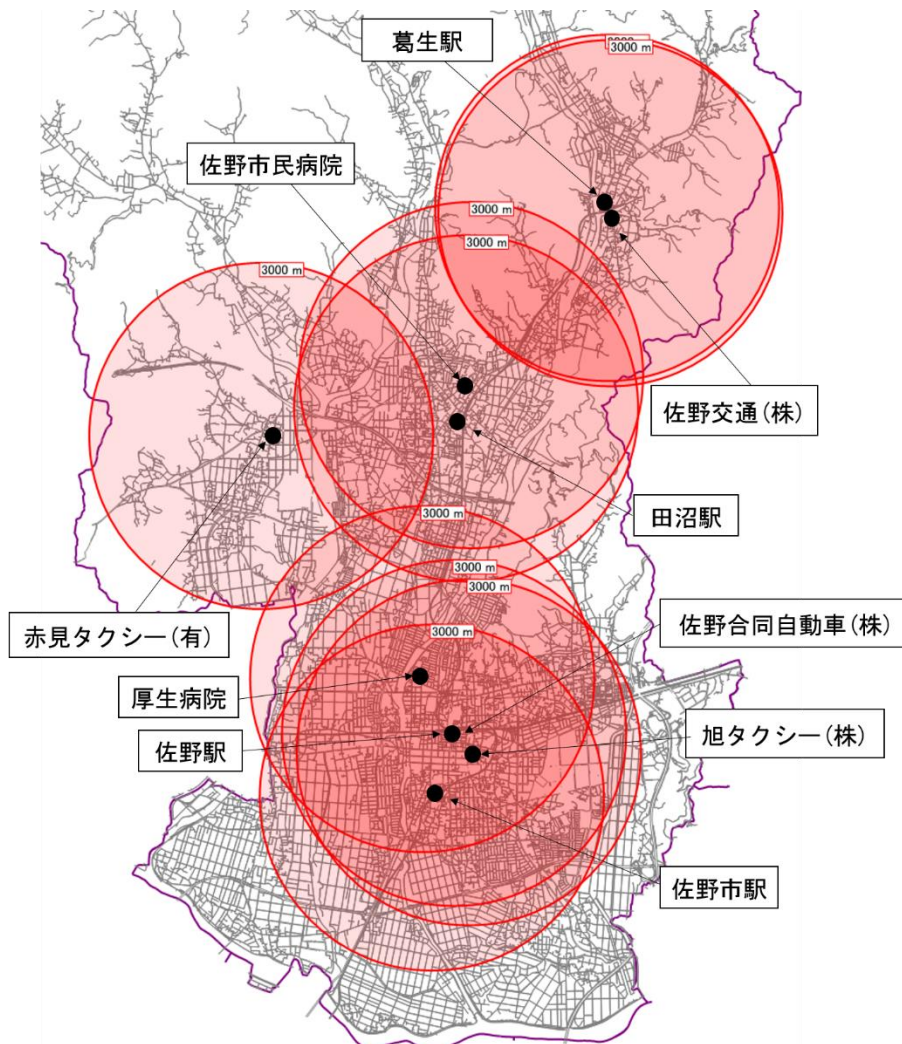 葛生駅
3000 m
3000 m
佐野市民病院
3000 m
3000 m
3000 m
佐野交通(株)
田沼駅
3000 m
3000 m
3000 m
3000 m
赤見タクシー(有)
佐野合同自動車(株)
厚生病院
佐野駅
旭タクシー(株)
佐野市駅